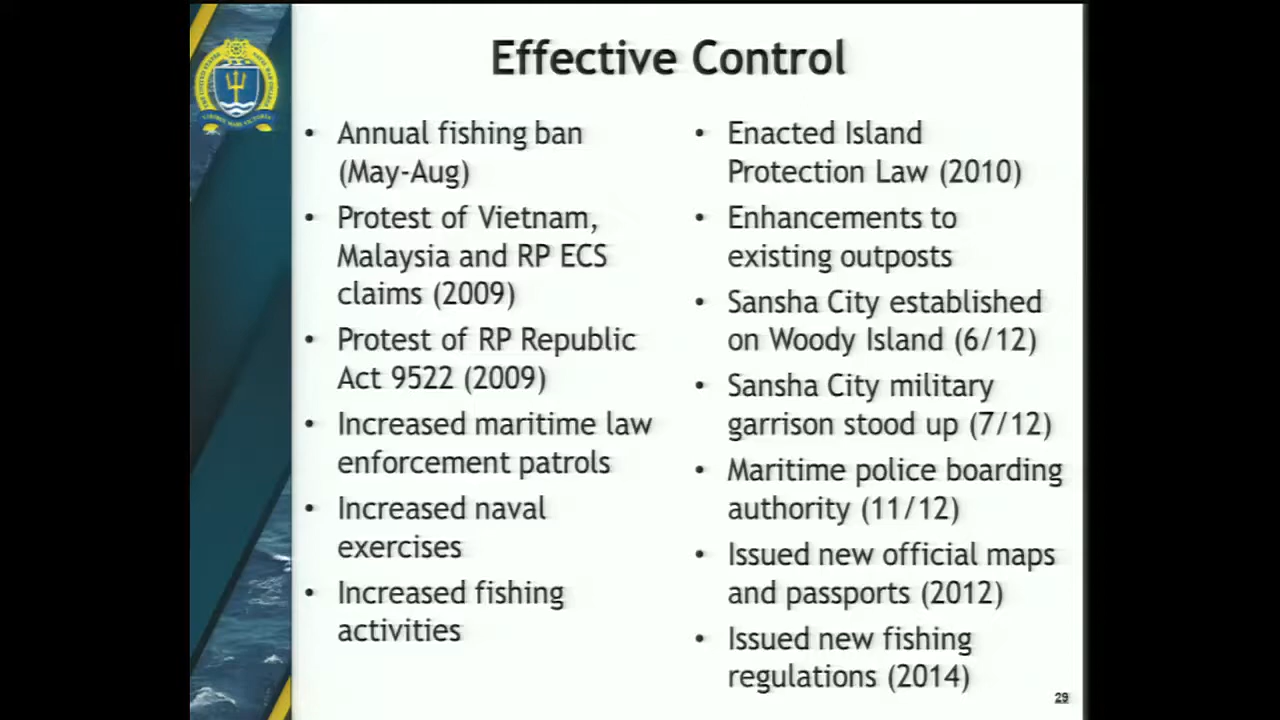 Effective Control
• Annual fishing ban
(May-Aug)
• Protest of Vietnam,
Malaysia and RP ECS
claims (2009)
• Protest of RP Republic
Act 9522 (2009)
• Increased maritime law
enforcement patrols
• Increased naval
exercises
• Increased fishing
activities
• Enacted Island
Protection Law (2010)
• Enhancements to
existing outposts
• Sansha City established
on Woody Island (6/12)
• Sansha City military
garrison stood up (7/12)
• Maritime police boarding
authority (11/12)
• Issued new official maps
and passports (2012)
• Issued new fishing
regulations (2014)
29